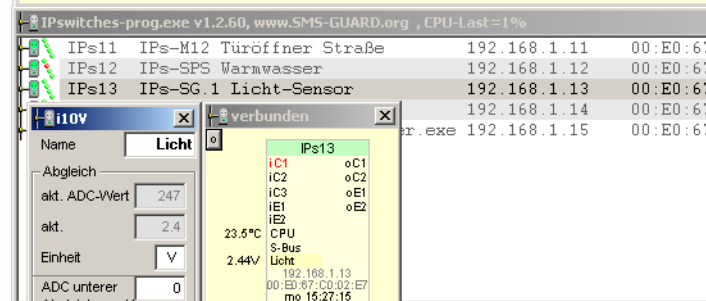 IPswitches-prog.exe v1.2.60, www.SMS-GUARD.org , CPU-Last=1%
IPs11 IPs-M12 Türöffner Straße 192.168.1.11 00:E0:67
IPs12 IPs-SPS Warmwasser 192.168.1.12 00:E0:67
IPs13 IPs-SG.1 Licht-Sensor 192.168.1.13 00:E0:67
192.168.1.14 00:E0:67
er.exe 192.168.1.15 00:E0:67
i10V
Name Licht
Abgleich
akt. ADC-Wert 247
akt. 2.4
Einheit V
ADC unterer 0
verbunden
o
IPs13
iC1 oC1
iC2 oC2
iC3 oE1
iE1 oE2
iE2
23.5°C CPU
S-Bus
2.44V Licht
192.168.1.13
00:E0:67:C0:02:E7
mo 15:27:15